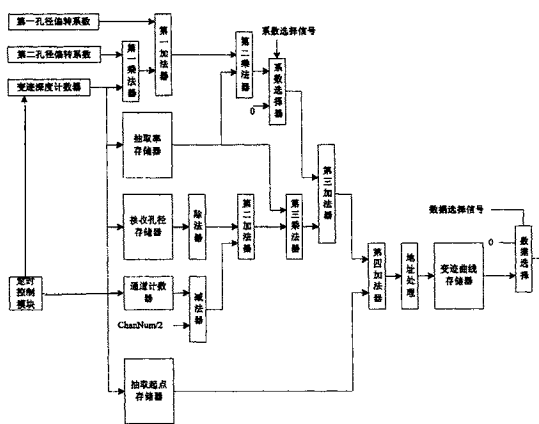 第一孔径偏转系数
第二孔径偏转系数
变迹深度计数器
第一乘法器
第一加法器
第二乘法器
系数选择信号
系数选择器
0
抽取率
存储器
接收孔径
存储器
除法器
第二加法器
第三乘法器
第三加法器
定时
控制
模块
通道计数
器
减法器
ChanNum/2
抽取起点
存储器
第四加法器
地址处理
变迹曲线
存储器
数据选择信号
0
数据选择